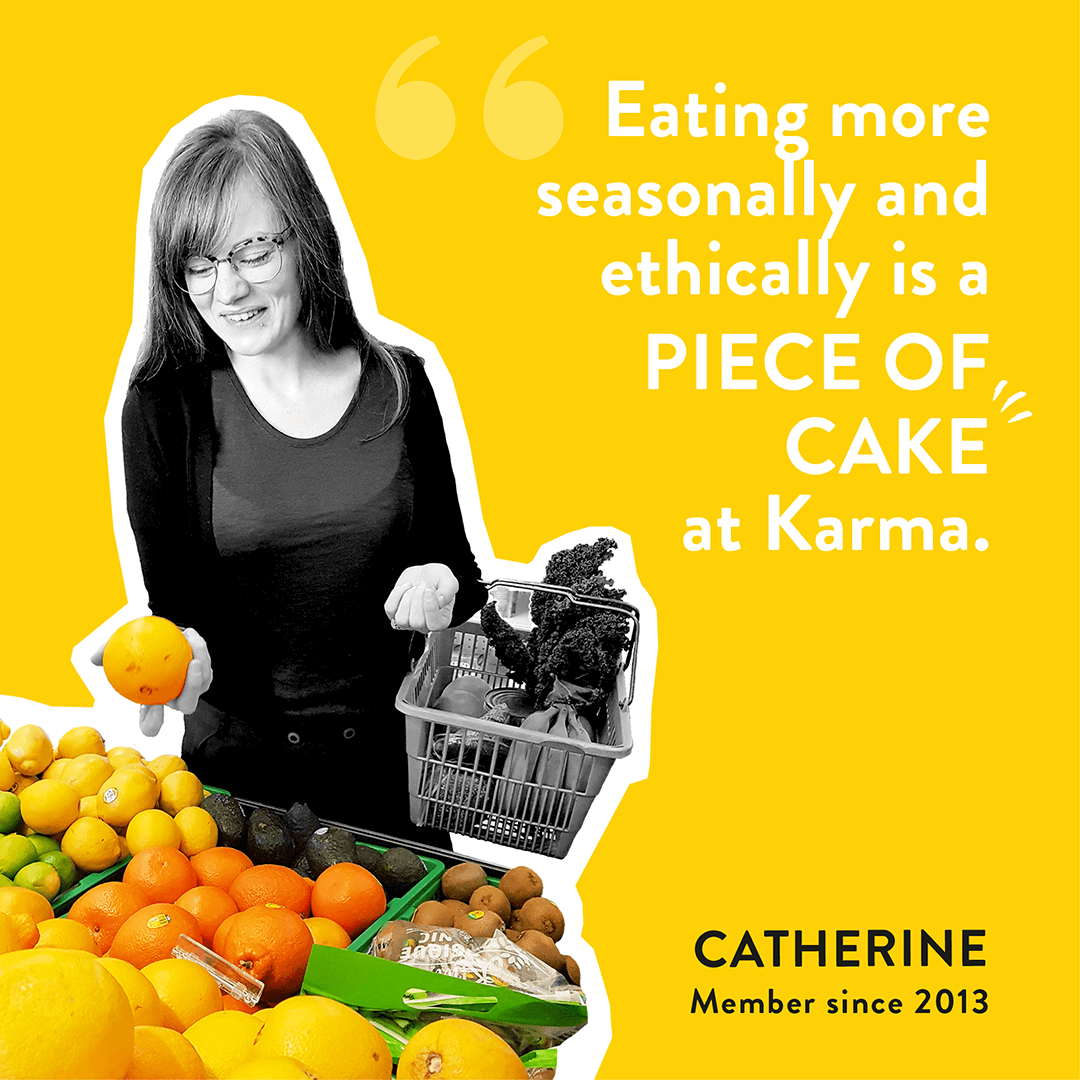 “
Eating more
seasonally and
ethically is a
PIECE OF
CAKE
at Karma.
CATHERINE
Member since 2013